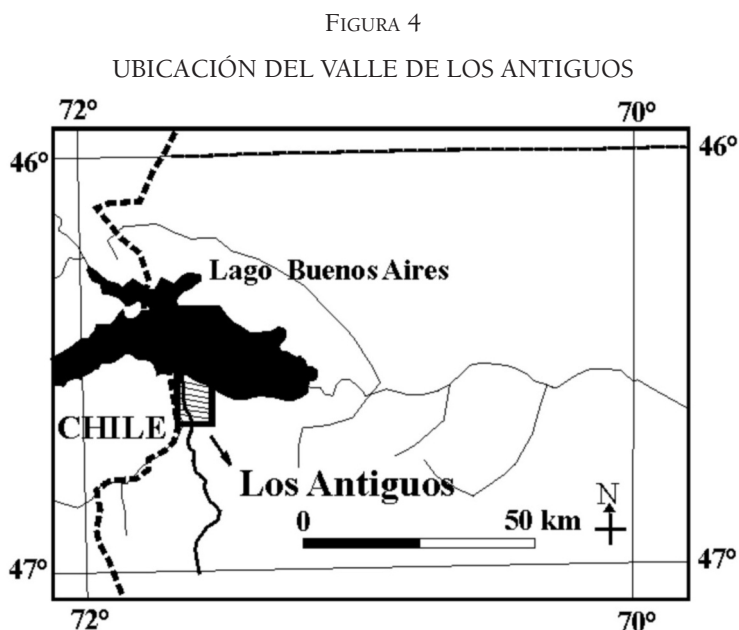 FIGURA 4
UBICACIÓN DEL VALLE DE LOS ANTIGUOS
72° 70°
46° 46°
Lago Buenos Aires
CHILE
Los Antiguos
N
0 50 km
47° 47°
72° 70°